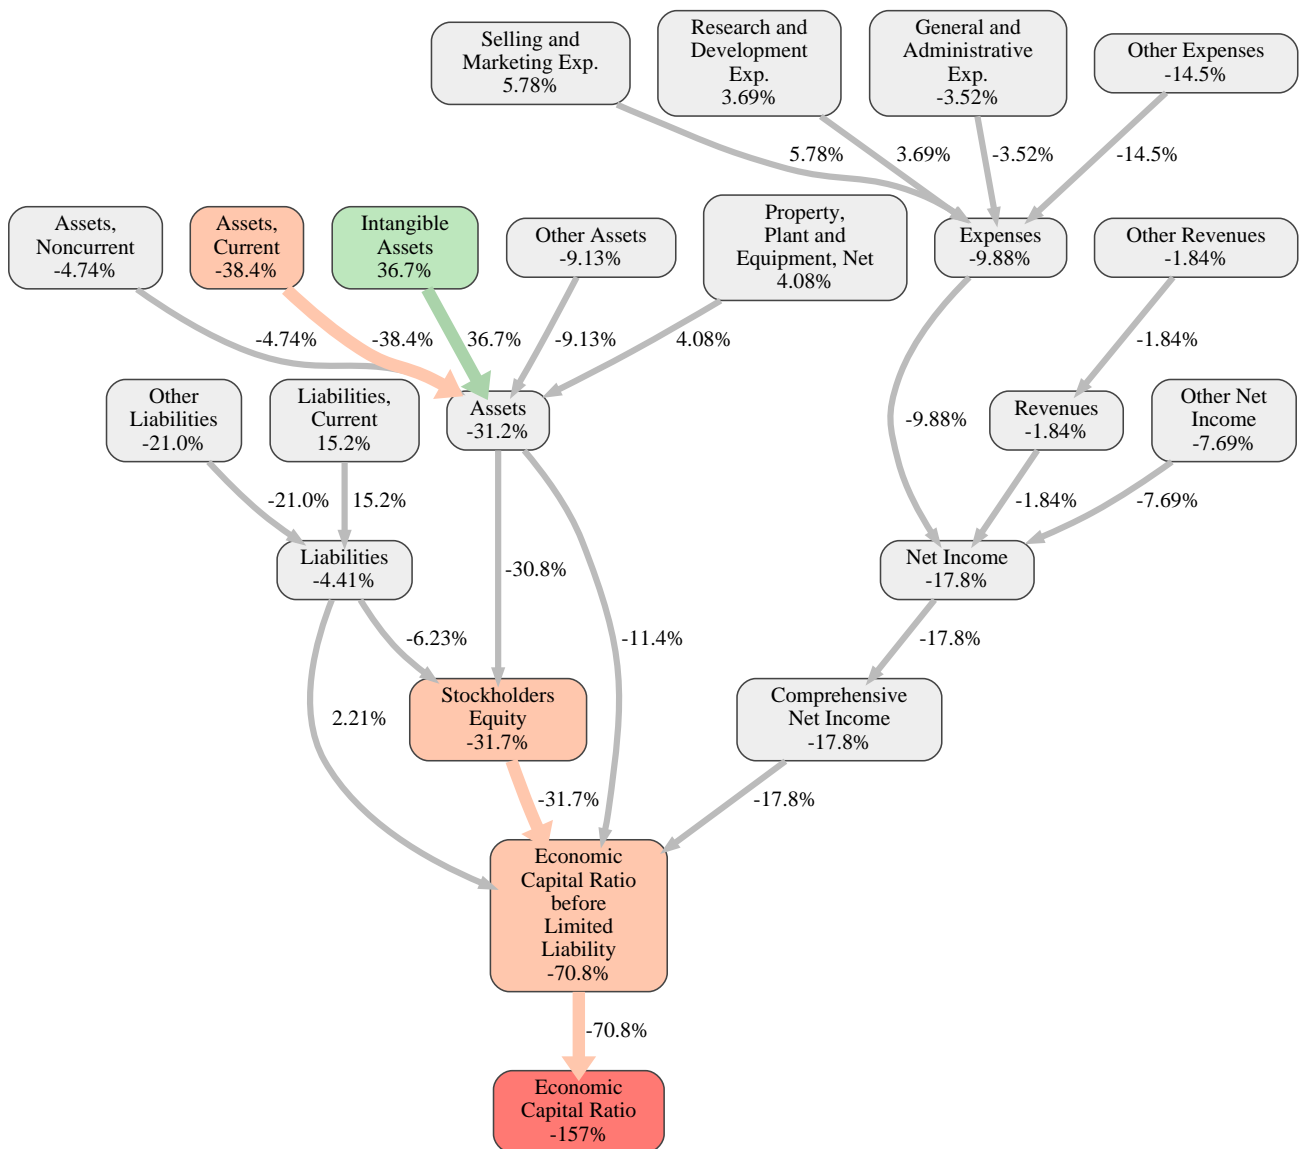 Selling and
Marketing Exp.
5.78%
Research and
Development
Exp.
3.69%
General and
Administrative
Exp.
-3.52%
Other Expenses
-14.5%
5.78%
3.69%
-3.52%
-14.5%
Assets,
Noncurrent
-4.74%
Assets,
Current
-38.4%
Intangible
Assets
36.7%
Other Assets
-9.13%
Property,
Plant and
Equipment, Net
4.08%
Expenses
-9.88%
Other Revenues
-1.84%
-4.74%
-38.4%
36.7%
-9.13%
4.08%
-1.84%
Other
Liabilities
-21.0%
Liabilities,
Current
15.2%
Assets
-31.2%
-9.88%
Revenues
-1.84%
Other Net
Income
-7.69%
-21.0%
15.2%
-1.84%
-7.69%
Liabilities
-4.41%
-30.8%
Net Income
-17.8%
-6.23%
-11.4%
-17.8%
2.21%
Stockholders
Equity
-31.7%
Comprehensive
Net Income
-17.8%
-31.7%
-17.8%
Economic
Capital Ratio
before
Limited
Liability
-70.8%
-70.8%
Economic
Capital Ratio
-157%